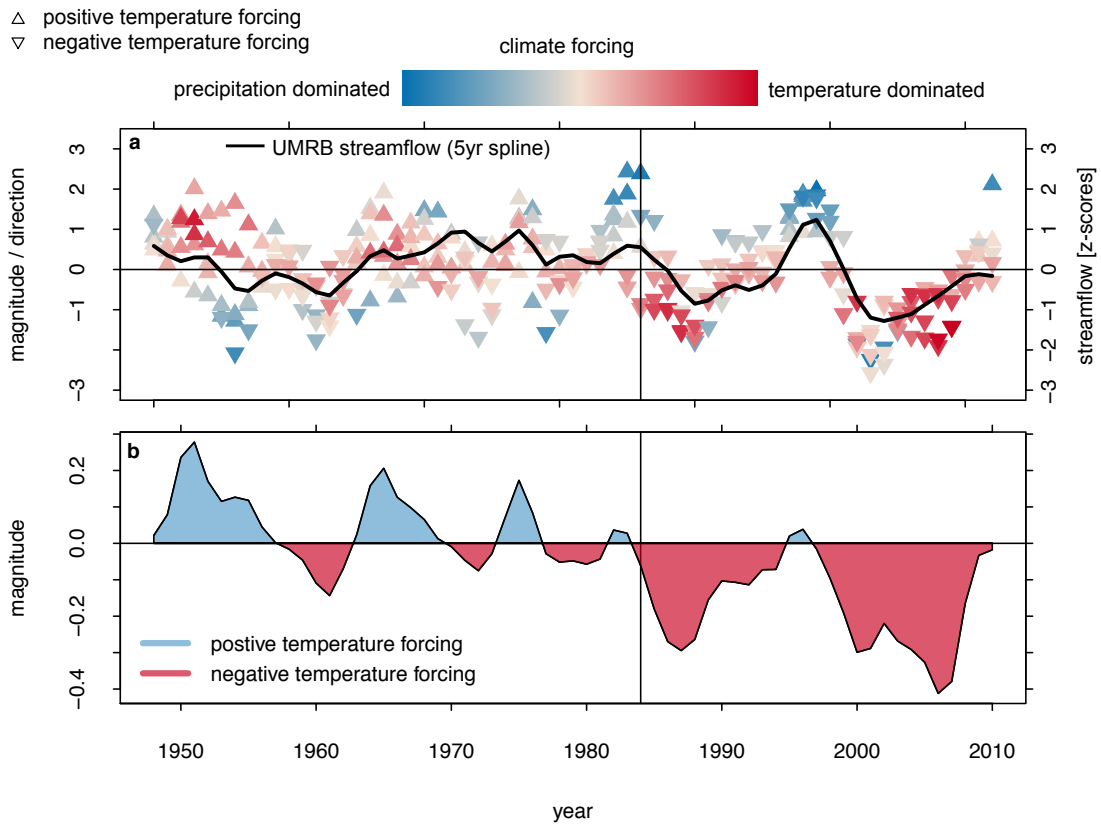 positive temperature forcing
negative temperature forcing
climate forcing
precipitation dominated
temperature dominated
a
UMRB streamflow (5yr spline)
magnitude / direction
3
2
1
0
−1
−2
−3
3
2
1
0
−1
−2
−3
streamflow [z-scores]
b
magnitude
0.2
0.0
−0.2
−0.4
postive temperature forcing
negative temperature forcing
1950 1960 1970 1980 1990 2000 2010
year